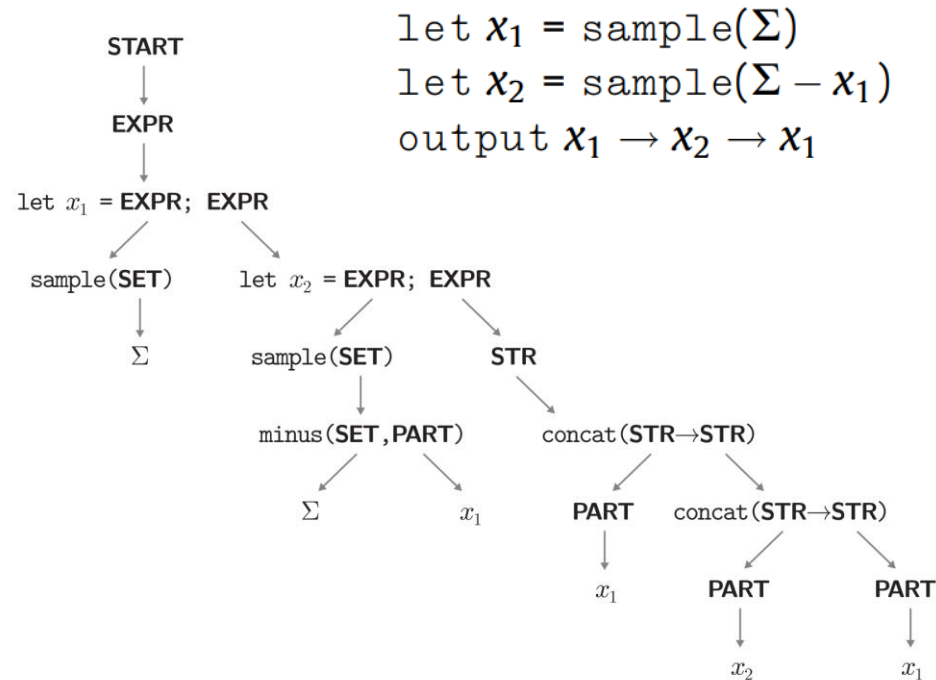 let x₁ = sample(Σ)
let x₂ = sample(Σ − x₁)
output x₁ → x₂ → x₁
START
EXPR
let x₁ = EXPR; EXPR
sample(SET)
let x₂ = EXPR; EXPR
Σ
sample(SET)
STR
minus(SET,PART)
concat(STR→STR)
Σ
x₁
PART
concat(STR→STR)
x₁
PART
PART
x₂
x₁